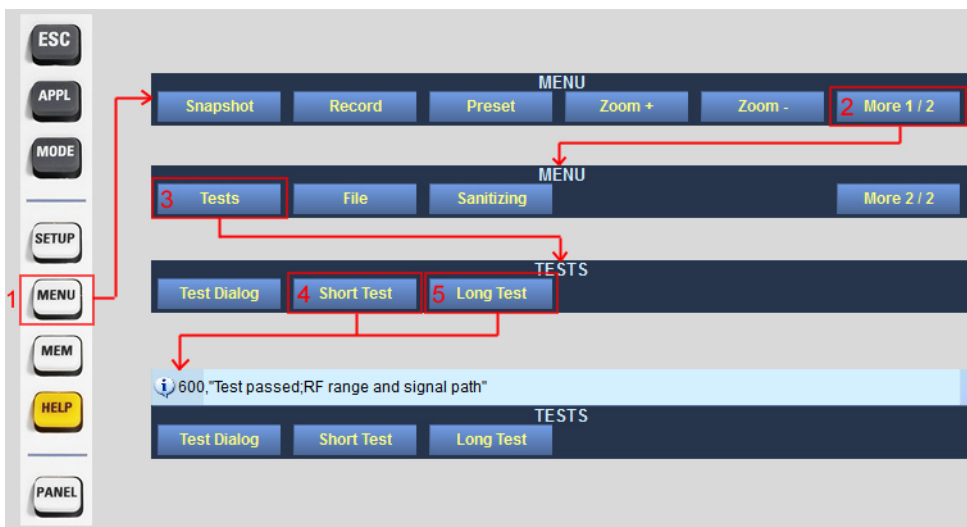 ESC
APPL
MODE
SETUP
1 MENU
MEM
HELP
PANEL
MENU
Snapshot Record Preset Zoom + Zoom - 2 More 1 / 2
MENU
3 Tests File Sanitizing More 2 / 2
TESTS
Test Dialog 4 Short Test 5 Long Test
600,"Test passed;RF range and signal path"
TESTS
Test Dialog Short Test Long Test